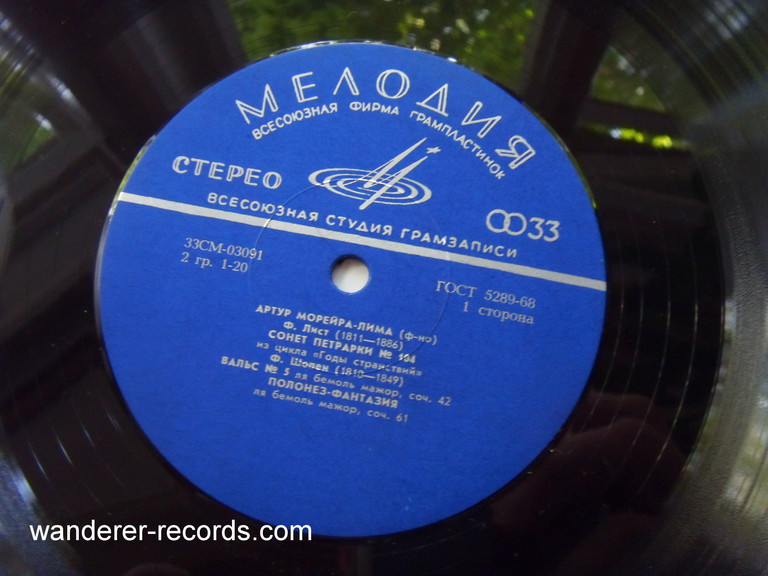 МЕЛОДИЯ
ВСЕСОЮЗНАЯ ФИРМА ГРАМПЛАСТИНОК
СТЕРЕО
33
ВСЕСОЮЗНАЯ СТУДИЯ ГРАМЗАПИСИ
33СМ-03091
2 гр. 1-20
ГОСТ 5289-68
1 сторона
АРТУР МОРЕЙРА-ЛИМА (ф-но)
Ф. Лист (1811—1886)
СОНЕТ ПЕТРАРКИ № 104
из цикла «Годы странствий»
Ф. Шопен (1810—1849)
ВАЛЬС № 5 ля бемоль мажор, соч. 42
ПОЛОНЕЗ-ФАНТАЗИЯ
ля бемоль мажор, соч. 61
wanderer-records.com